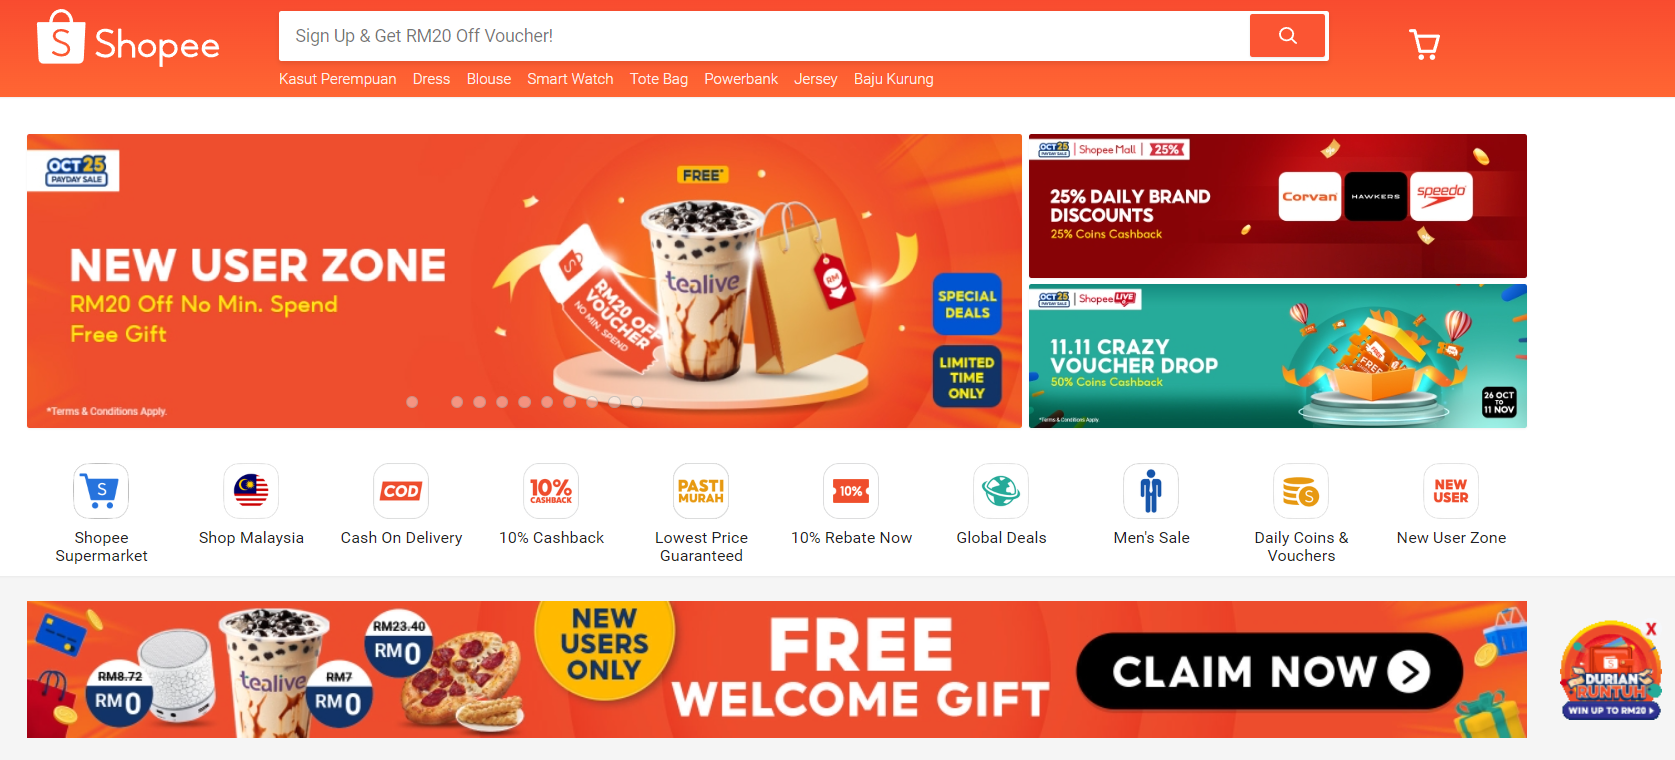 S Shopee
Sign Up & Get RM20 Off Voucher!
Kasut Perempuan Dress Blouse Smart Watch Tote Bag Powerbank Jersey Baju Kurung
OCT 25
PAYDAY SALE
NEW USER ZONE
RM20 Off No Min. Spend
Free Gift
*Terms & Conditions Apply.
FREE*
RM20 OFF
VOUCHER
NO MIN. SPEND
tealive
RM
SPECIAL
DEALS
LIMITED
TIME
ONLY
OCT 25
PAYDAY SALE
Shopee Mall
25%
25% DAILY BRAND
DISCOUNTS
25% Coins Cashback
Corvan
HAWKERS
speedo
OCT 25
PAYDAY SALE
Shopee LIVE
11.11 CRAZY
VOUCHER DROP
50% Coins Cashback
*Terms & Conditions Apply
FREE
26 OCT
TO
11 NOV
S
COD
10%
CASHBACK
PASTI
MURAH
10%
S
NEW
USER
Shopee
Supermarket
Shop Malaysia
Cash On Delivery
10% Cashback
Lowest Price
Guaranteed
10% Rebate Now
Global Deals
Men's Sale
Daily Coins &
Vouchers
New User Zone
RM8.72
RM0
tealive
RM7
RM0
RM23.40
RM0
NEW
USERS
ONLY
FREE
WELCOME GIFT
CLAIM NOW
X
DURIAN
RUNTUH
WIN UP TO RM20